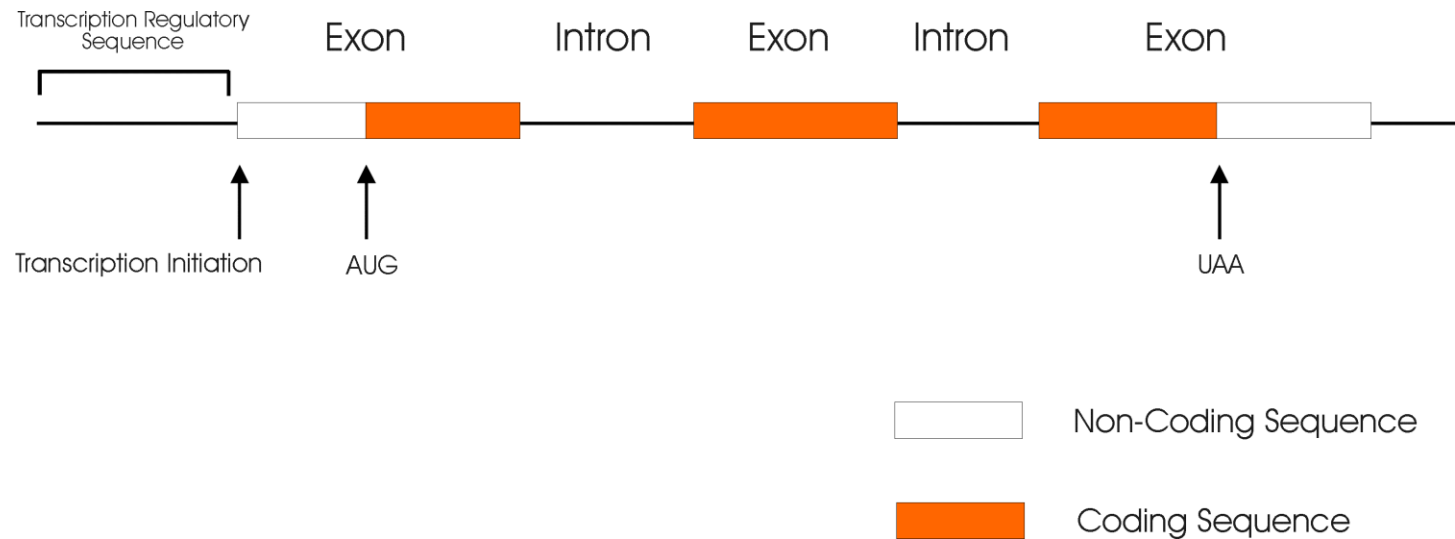 Transcription Regulatory
Sequence
Exon
Intron
Exon
Intron
Exon
Transcription Initiation
AUG
UAA
Non-Coding Sequence
Coding Sequence